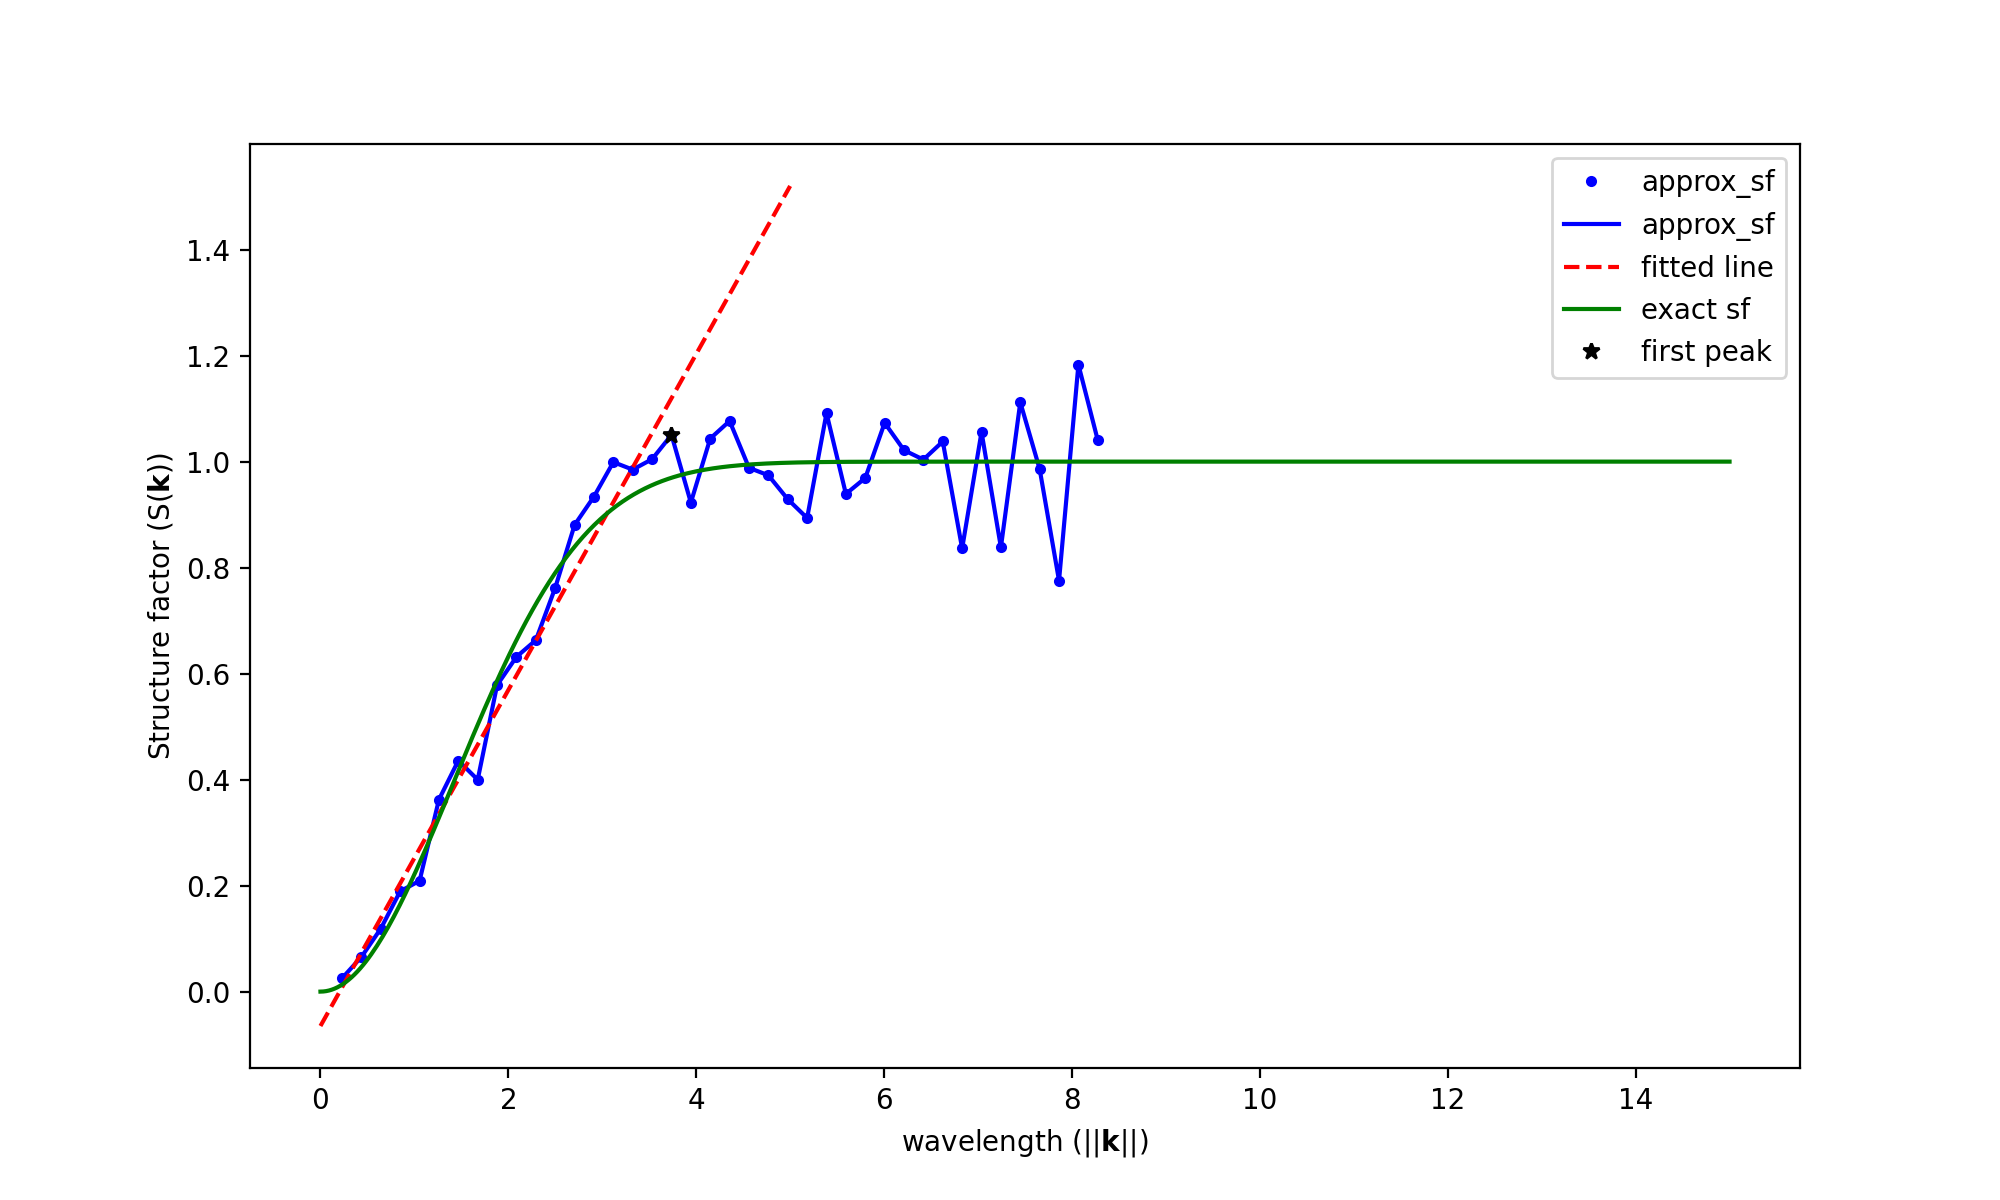 approx_sf
approx_sf
fitted line
exact sf
first peak
1.4
1.2
1.0
0.8
0.6
0.4
0.2
0.0
Structure factor (S(k))
0 2 4 6 8 10 12 14
wavelength (||k||)